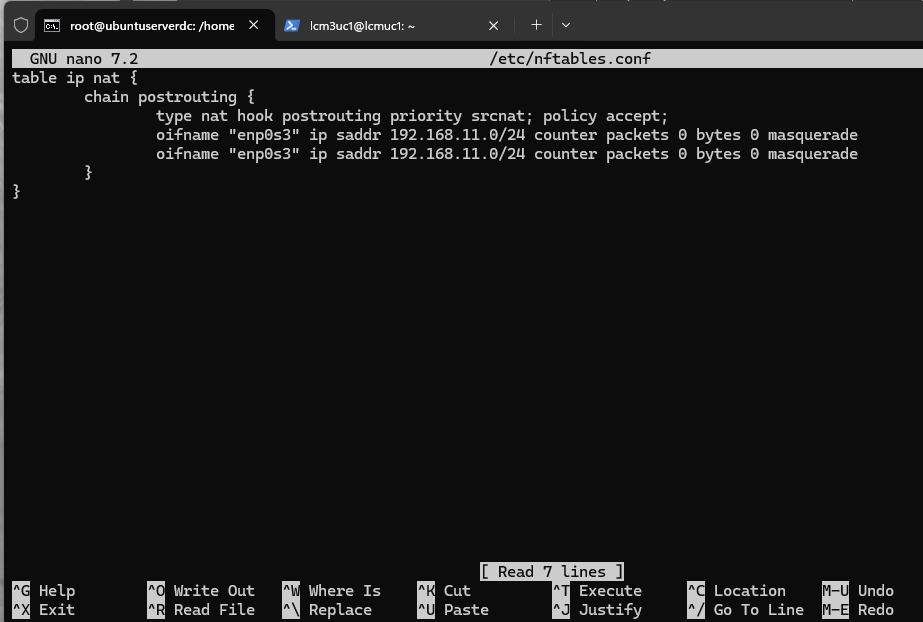 root@ubuntuserverdc: /home
lcm3uc1@lcmuc1: ~
GNU nano 7.2 /etc/nftables.conf
table ip nat {
chain postrouting {
type nat hook postrouting priority srcnat; policy accept;
oifname "enp0s3" ip saddr 192.168.11.0/24 counter packets 0 bytes 0 masquerade
oifname "enp0s3" ip saddr 192.168.11.0/24 counter packets 0 bytes 0 masquerade
}
}
[ Read 7 lines ]
^G Help ^O Write Out ^W Where Is ^K Cut ^T Execute ^C Location M-U Undo
^X Exit ^R Read File ^\ Replace ^U Paste ^J Justify ^/ Go To Line M-E Redo